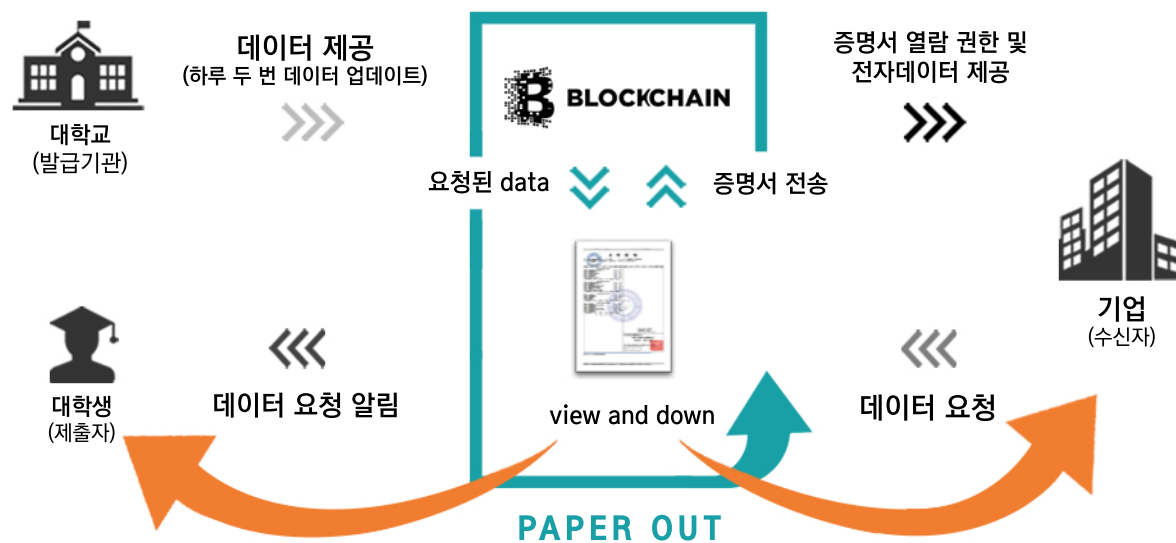 데이터 제공
(하루 두 번 데이터 업데이트)
대학교
(발급기관)
BLOCKCHAIN
증명서 열람 권한 및
전자데이터 제공
요청된 data
증명서 전송
기업
(수신자)
대학생
(제출자)
데이터 요청 알림
view and down
데이터 요청
PAPER OUT